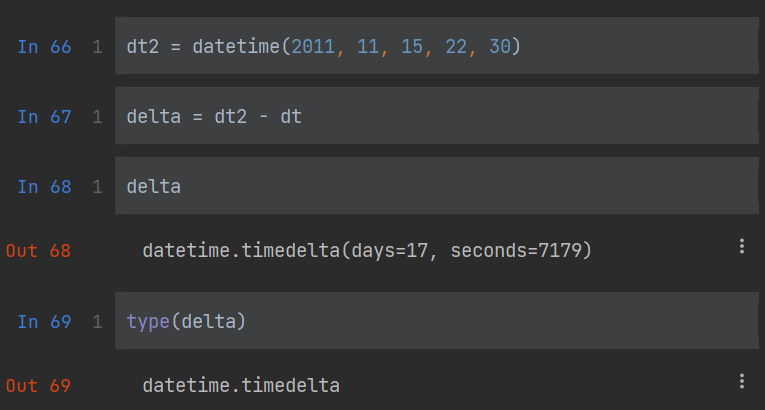 In 66 1 dt2 = datetime(2011, 11, 15, 22, 30)
In 67 1 delta = dt2 - dt
In 68 1 delta
Out 68 datetime.timedelta(days=17, seconds=7179)
In 69 1 type(delta)
Out 69 datetime.timedelta